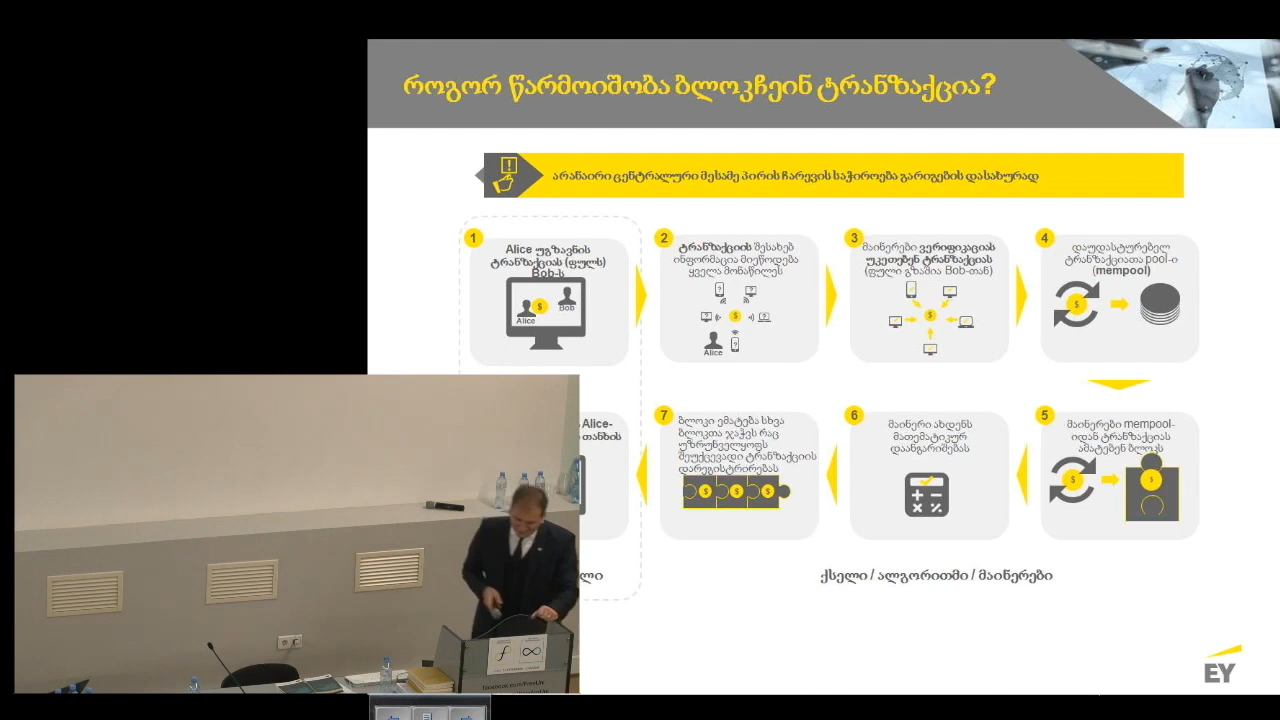 როგორ წარმოიშობა ბლოკჩეინ ტრანზაქცია?
არანაირი ცენტრალური მესამე პირის ჩარევის საჭიროება გარიგების დასახურად
1
Alice უგზავნის
ტრანზაქციას (ფულს)
Bob-ს
Alice
Bob
2
ტრანზაქციის შესახებ
ინფორმაცია მიეწოდება
ყველა მონაწილეს
Alice
3
მაინერები ვერიფიკაციას
უკეთებენ ტრანზაქციას
(ფული გზაშია Bob-თან)
4
დაუდასტურებელ
ტრანზაქციათა pool-ი
(mempool)
5
მაინერები mempool-
იდან ტრანზაქციას
ამატებენ ბლოკს
6
მაინერი ახდენს
მათემატიკურ
დაანგარიშებას
7
ბლოკი ემატება სხვა
ბლოკთა ჯაჭვს რაც
უზრუნველყოფს
შეუქცევადი ტრანზაქციის
დარეგისტრირებას
Alice-
თანხის
ქსელი / ალგორითმი / მაინერები
EY